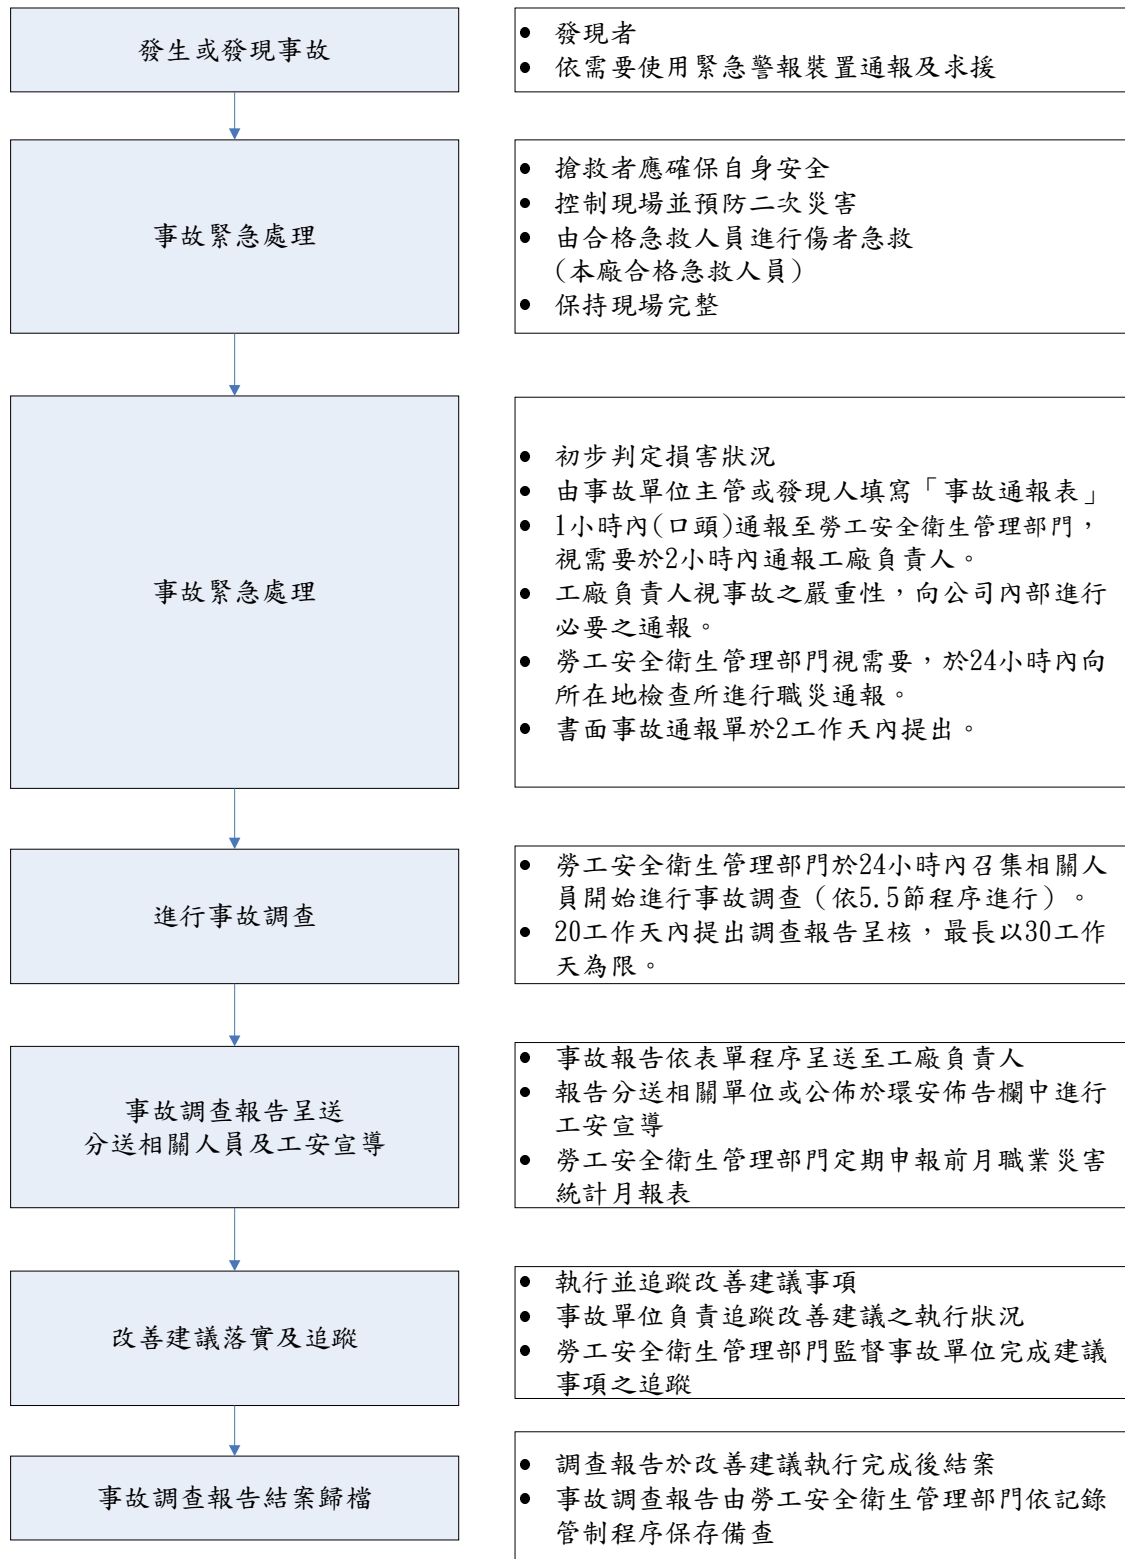 發生或發現事故
● 發現者
● 依需要使用緊急警報裝置通報及求援
事故緊急處理
● 搶救者應確保自身安全
● 控制現場並預防二次災害
● 由合格急救人員進行傷者急救
(本廠合格急救人員)
● 保持現場完整
事故緊急處理
● 初步判定損害狀況
● 由事故單位主管或發現人填寫「事故通報表」
● 1小時內(口頭)通報至勞工安全衛生管理部門，
視需要於2小時內通報工廠負責人。
● 工廠負責人視事故之嚴重性，向公司內部進行
必要之通報。
● 勞工安全衛生管理部門視需要，於24小時內向
所在地檢查所進行職災通報。
● 書面事故通報單於2工作天內提出。
進行事故調查
● 勞工安全衛生管理部門於24小時內召集相關人
員開始進行事故調查（依5.5節程序進行）。
● 20工作天內提出調查報告呈核，最長以30工作
天為限。
事故調查報告呈送
分送相關人員及工安宣導
● 事故報告依表單程序呈送至工廠負責人
● 報告分送相關單位或公佈於環安佈告欄中進行
工安宣導
● 勞工安全衛生管理部門定期申報前月職業災害
統計月報表
改善建議落實及追蹤
● 執行並追蹤改善建議事項
● 事故單位負責追蹤改善建議之執行狀況
● 勞工安全衛生管理部門監督事故單位完成建議
事項之追蹤
事故調查報告結案歸檔
● 調查報告於改善建議執行完成後結案
● 事故調查報告由勞工安全衛生管理部門依記錄
管制程序保存備查